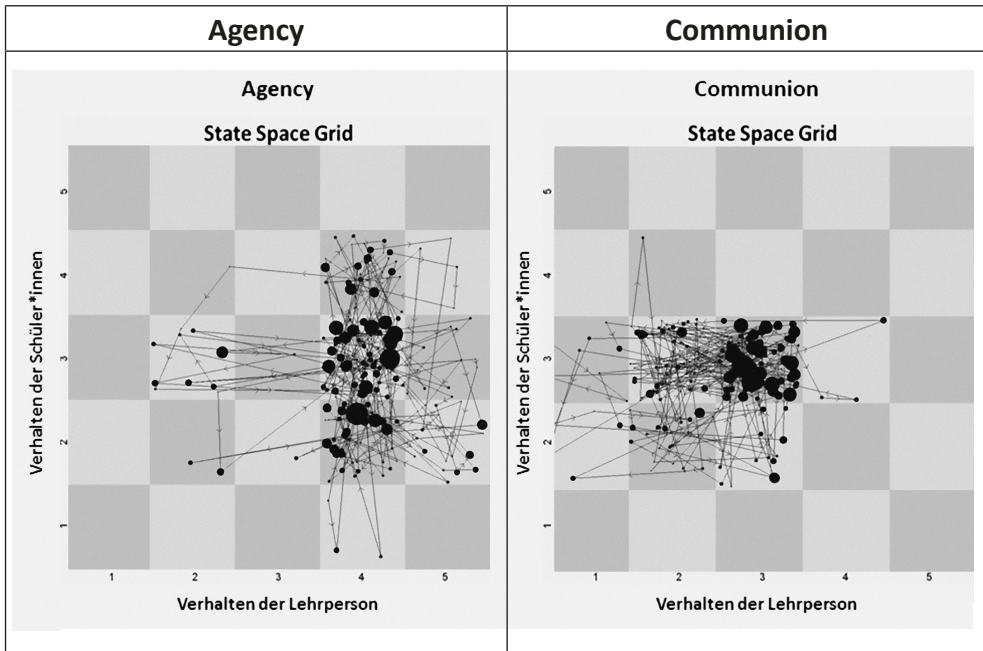 Agency
Communion
Agency
State Space Grid
Verhalten der Schüler*innen
5
4
3
2
1
1 2 3 4 5
Verhalten der Lehrperson
Communion
State Space Grid
Verhalten der Schüler*innen
5
4
3
2
1
1 2 3 4 5
Verhalten der Lehrperson